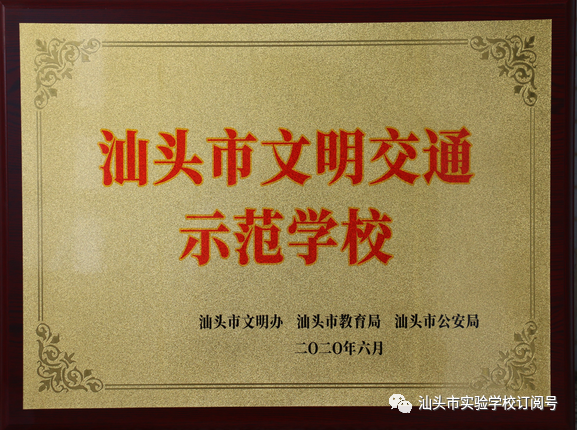 汕头市文明交通
示范学校
汕头市文明办 汕头市教育局 汕头市公安局
二〇二〇年六月
汕头市实验学校订阅号